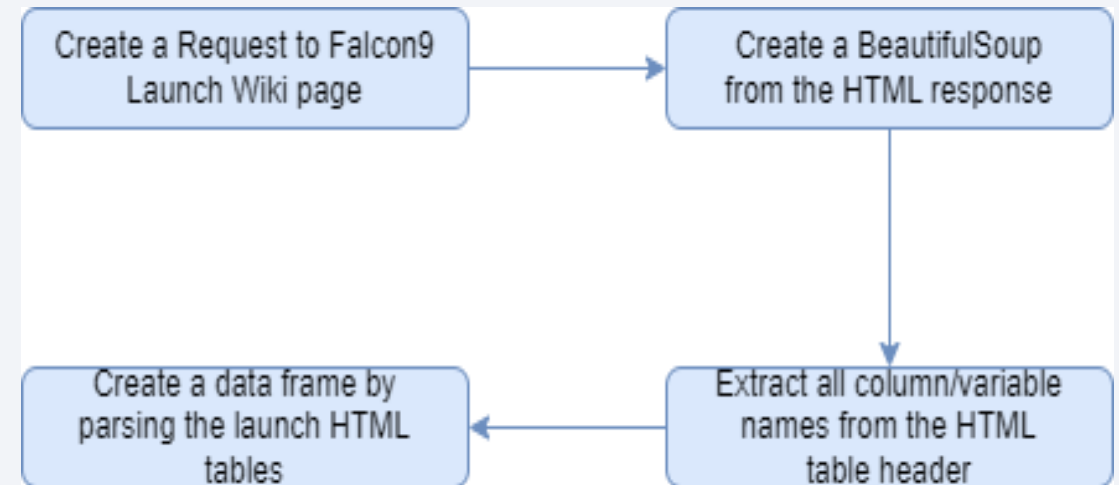 Create a Request to Falcon9
Launch Wiki page
Create a BeautifulSoup
from the HTML response
Extract all column/variable
names from the HTML
table header
Create a data frame by
parsing the launch HTML
tables